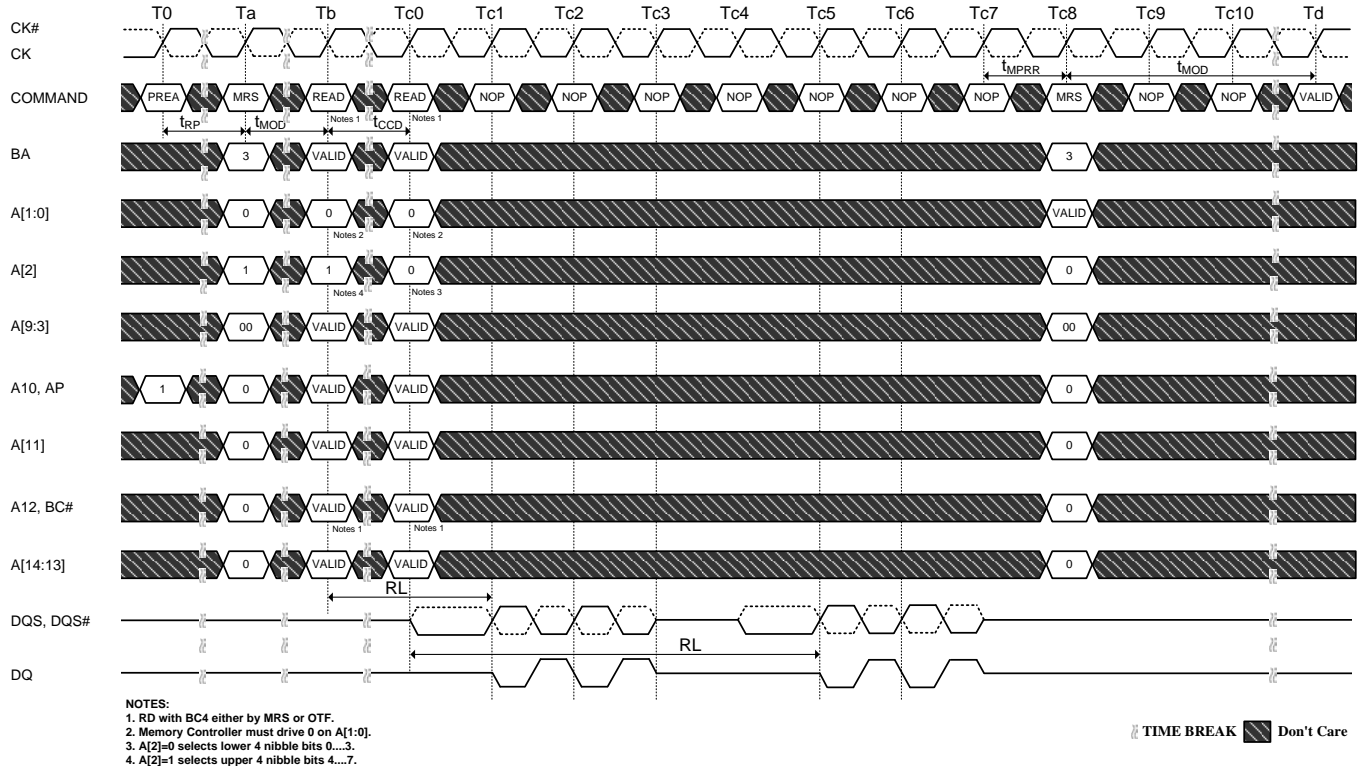 T0 Ta Tb Tc0 Tc1 Tc2 Tc3 Tc4 Tc5 Tc6 Tc7 Tc8 Tc9 Tc10 Td
CK#
CK
tMPRR tMOD
COMMAND PREA MRS READ READ NOP NOP NOP NOP NOP NOP NOP MRS NOP NOP VALID
Notes 1 Notes 1
tRP tMOD tCCD
BA 3 VALID VALID 3
A[1:0] 0 0 0 VALID
Notes 2 Notes 2
A[2] 1 1 0 0
Notes 4 Notes 3
A[9:3] 00 VALID VALID 00
A10, AP 1 0 VALID VALID 0
A[11] 0 VALID VALID 0
A12, BC# 0 VALID VALID 0
Notes 1 Notes 1
A[14:13] 0 VALID VALID 0
RL
DQS, DQS#
RL
DQ
NOTES:
1. RD with BC4 either by MRS or OTF.
2. Memory Controller must drive 0 on A[1:0].
3. A[2]=0 selects lower 4 nibble bits 0....3.
4. A[2]=1 selects upper 4 nibble bits 4....7.
TIME BREAK Don't Care